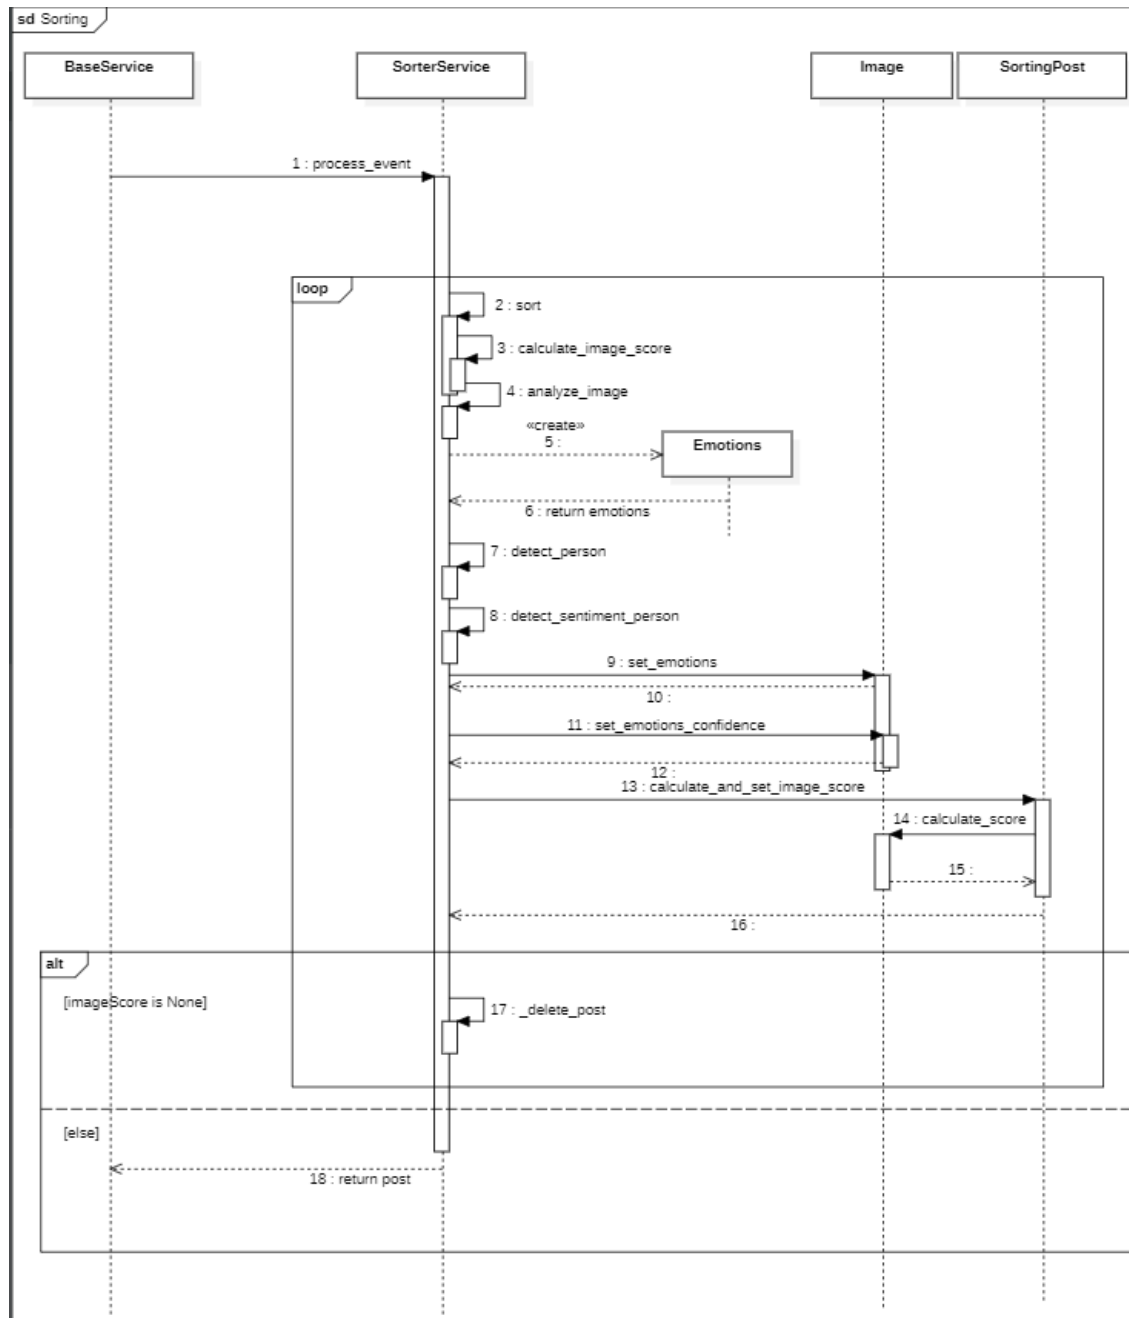 sd Sorting
BaseService
SorterService
Image
SortingPost
1 : process_event
loop
2 : sort
3 : calculate_image_score
4 : analyze_image
«create»
5 :
Emotions
6 : return emotions
7 : detect_person
8 : detect_sentiment_person
9 : set_emotions
10 :
11 : set_emotions_confidence
12 :
13 : calculate_and_set_image_score
14 : calculate_score
15 :
16 :
alt
[imageScore is None]
17 : _delete_post
[else]
18 : return post